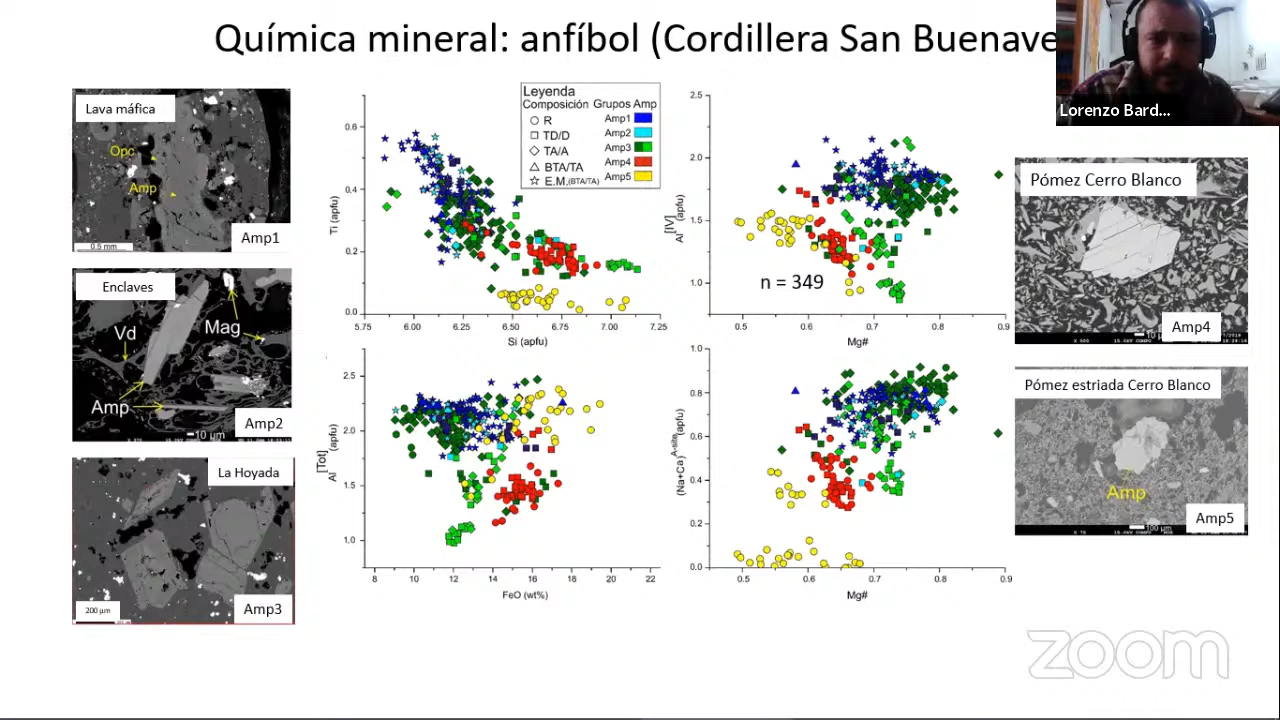 Química mineral: anfíbol (Cordillera San Buenave
Lorenzo Bard...
Lava máfica
Opc
Amp
0.5 mm
Amp1
Enclaves
Vd
Mag
Amp
10 µm
Amp2
La Hoyada
200 µm
Amp3
Leyenda
Composición Grupos Amp
R
TD/D
TA/A
BTA/TA
E.M.(BTA/TA)
Amp1
Amp2
Amp3
Amp4
Amp5
Ti (apfu)
0.6
0.4
0.2
0.0
5.75 6.00 6.25 6.50 6.75 7.00 7.25
Si (apfu)
Al[IV](apfu)
2.5
2.0
1.5
1.0
n = 349
0.5 0.6 0.7 0.8 0.9
Mg#
Al[Tot](apfu)
2.5
2.0
1.5
1.0
8 10 12 14 16 18 20 22
FeO (wt%)
(Na+Ca)A-site(apfu)
1.0
0.8
0.6
0.4
0.2
0.0
0.5 0.6 0.7 0.8 0.9
Mg#
Pómez Cerro Blanco
Amp4
Pómez estriada Cerro Blanco
Amp
100 µm
Amp5
zoom